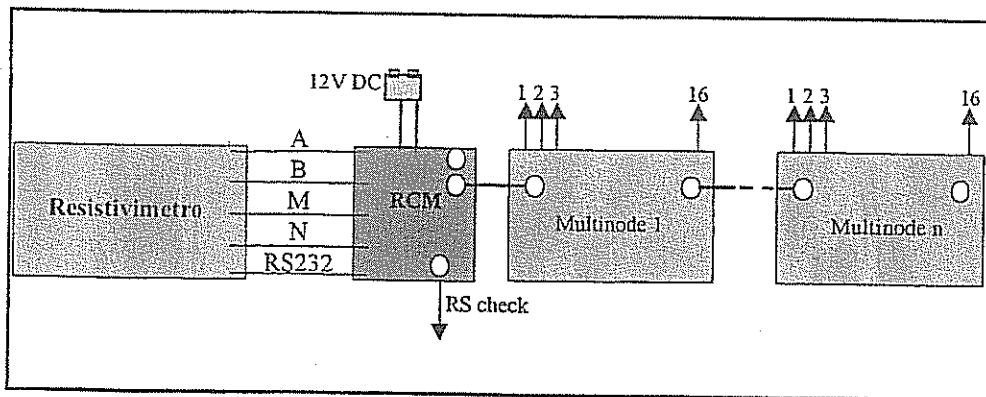 12V DC
1 2 3
16
1 2 3
16
A
B
M
N
RS232
Resistivimetro
RCM
Multinode 1
Multinode n
RS check